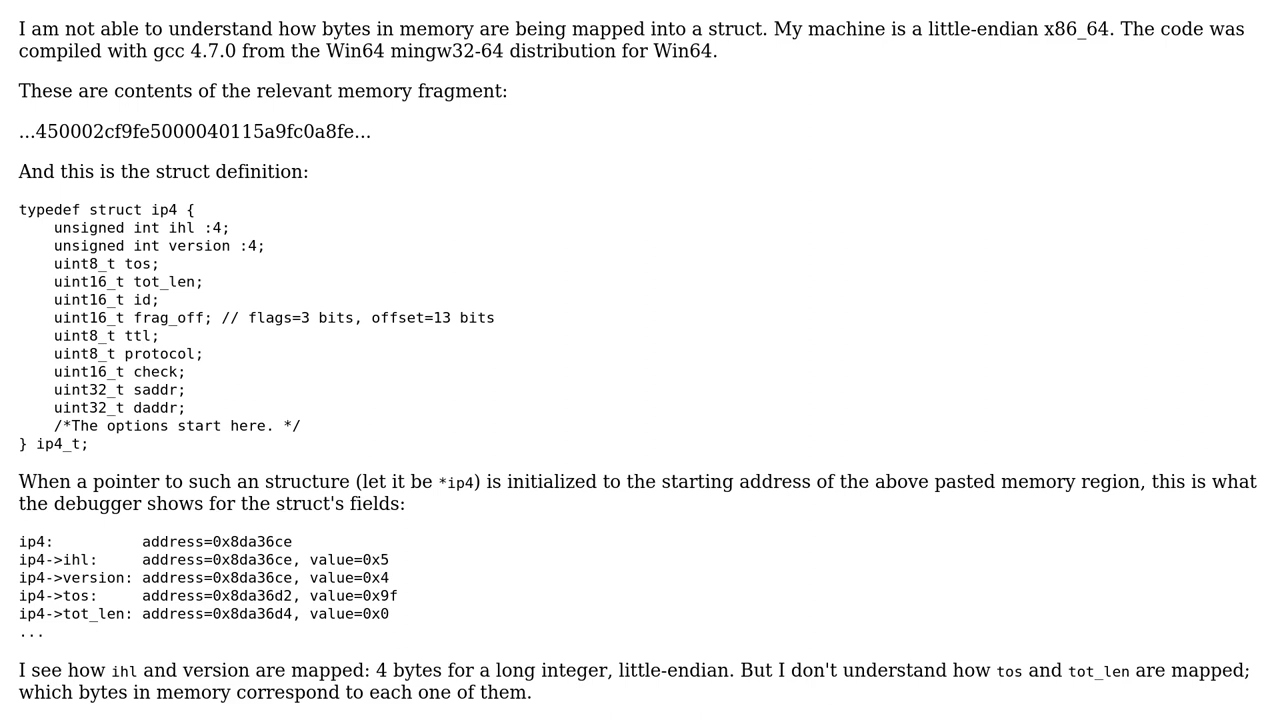 I am not able to understand how bytes in memory are being mapped into a struct. My machine is a little-endian x86_64. The code was
compiled with gcc 4.7.0 from the Win64 mingw32-64 distribution for Win64.
These are contents of the relevant memory fragment:
...450002cf9fe5000040115a9fc0a8fe...
And this is the struct definition:
typedef struct ip4 {
    unsigned int ihl :4;
    unsigned int version :4;
    uint8_t tos;
    uint16_t tot_len;
    uint16_t id;
    uint16_t frag_off; // flags=3 bits, offset=13 bits
    uint8_t ttl;
    uint8_t protocol;
    uint16_t check;
    uint32_t saddr;
    uint32_t daddr;
    /*The options start here. */
} ip4_t;
When a pointer to such an structure (let it be *ip4) is initialized to the starting address of the above pasted memory region, this is what
the debugger shows for the struct's fields:
ip4:          address=0x8da36ce
ip4->ihl:     address=0x8da36ce, value=0x5
ip4->version: address=0x8da36ce, value=0x4
ip4->tos:     address=0x8da36d2, value=0x9f
ip4->tot_len: address=0x8da36d4, value=0x0
...
I see how ihl and version are mapped: 4 bytes for a long integer, little-endian. But I don't understand how tos and tot_len are mapped;
which bytes in memory correspond to each one of them.